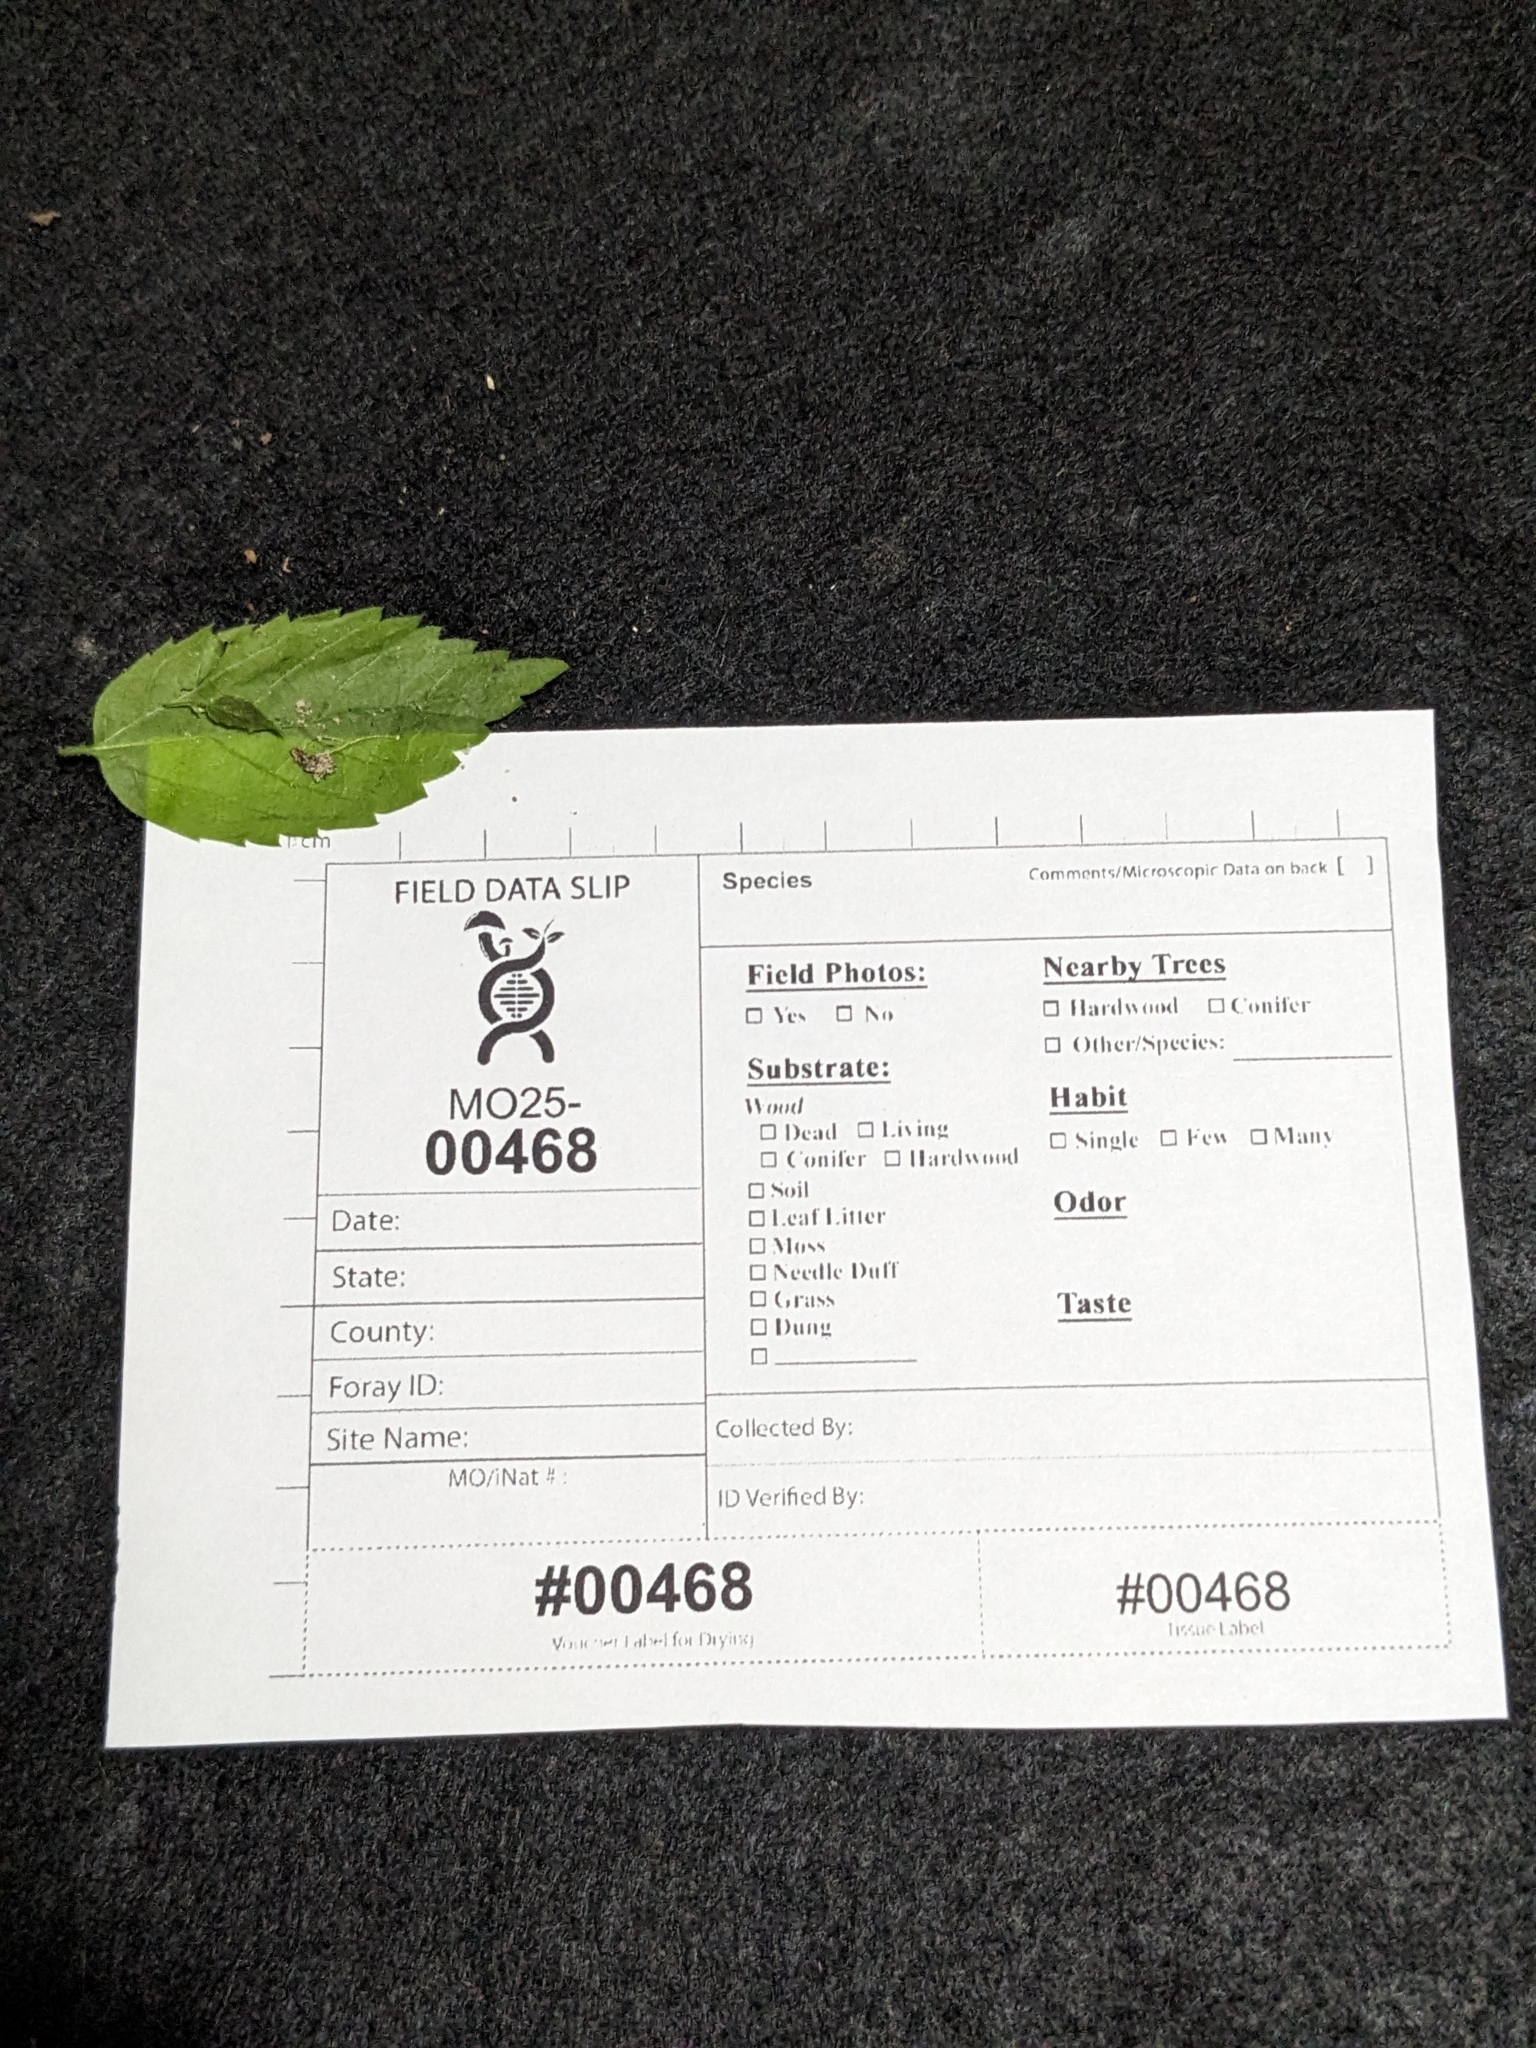 cm
FIELD DATA SLIP
MO25-
00468
Date:
State:
County:
Foray ID:
Site Name:
MO/iNat # :
Species
Comments/Microscopic Data on back [ ]
Field Photos:
☐ Yes ☐ No
Substrate:
Wood
☐ Dead ☐ Living
☐ Conifer ☐ Hardwood
☐ Soil
☐ Leaf Litter
☐ Moss
☐ Needle Duff
☐ Grass
☐ Dung
☐ ____________
Nearby Trees
☐ Hardwood ☐ Conifer
☐ Other/Species: ____________
Habit
☐ Single ☐ Few ☐ Many
Odor
Taste
Collected By:
ID Verified By:
#00468
Voucher Label for Drying
#00468
Tissue Label